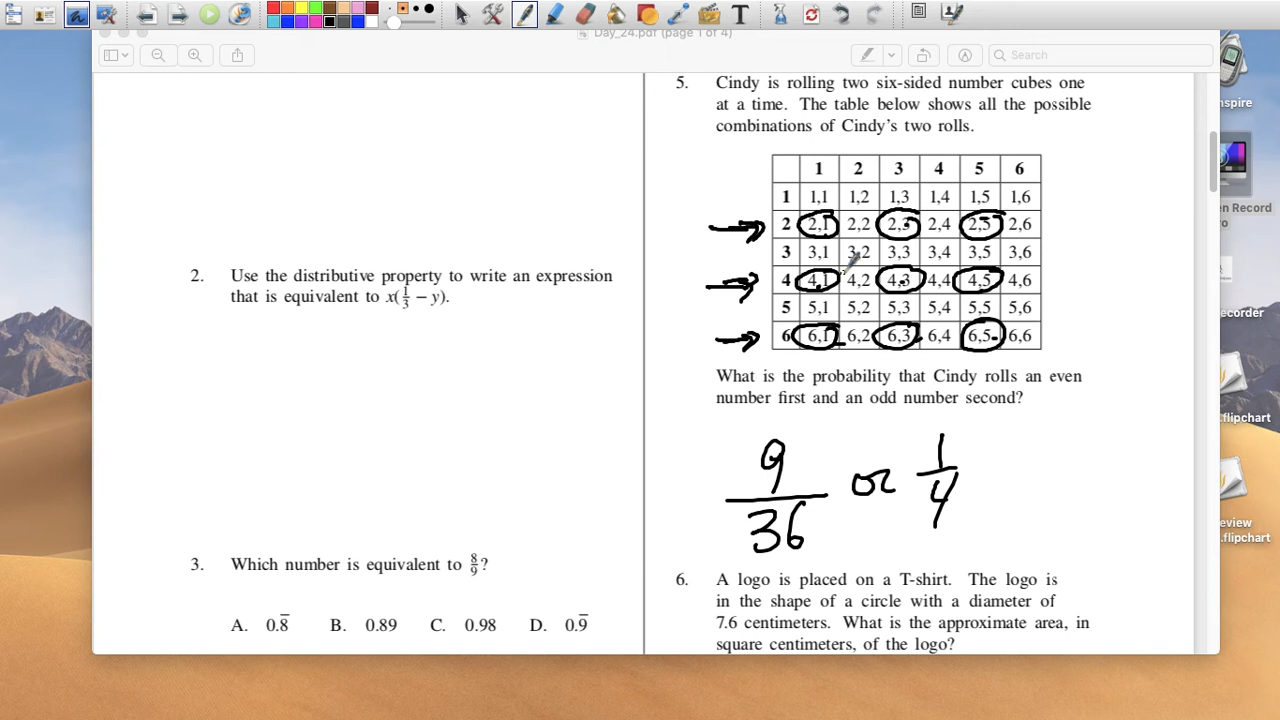 Day_24.pdf (page 1 of 4)
Search
2. Use the distributive property to write an expression
that is equivalent to x(1/3 − y).
3. Which number is equivalent to 8/9?
A. 0.8̅ B. 0.89 C. 0.98 D. 0.9̅
5. Cindy is rolling two six-sided number cubes one
at a time. The table below shows all the possible
combinations of Cindy's two rolls.
1 2 3 4 5 6
1 1,1 1,2 1,3 1,4 1,5 1,6
2 2,1 2,2 2,3 2,4 2,5 2,6
3 3,1 3,2 3,3 3,4 3,5 3,6
4 4,1 4,2 4,3 4,4 4,5 4,6
5 5,1 5,2 5,3 5,4 5,5 5,6
6 6,1 6,2 6,3 6,4 6,5 6,6
What is the probability that Cindy rolls an even
number first and an odd number second?
9/36 or 1/4
6. A logo is placed on a T-shirt. The logo is
in the shape of a circle with a diameter of
7.6 centimeters. What is the approximate area, in
square centimeters, of the logo?
nspire
en Record
ro
ecorder
.flipchart
eview
.flipchart